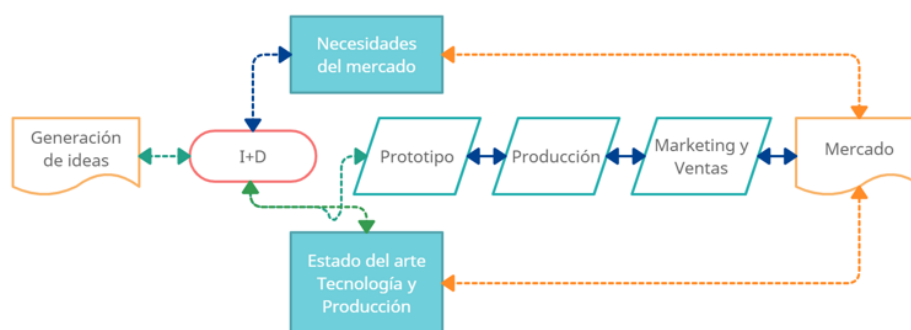 Necesidades
del mercado
Generación
de ideas
I+D
Prototipo
Producción
Marketing y
Ventas
Mercado
Estado del arte
Tecnología y
Producción